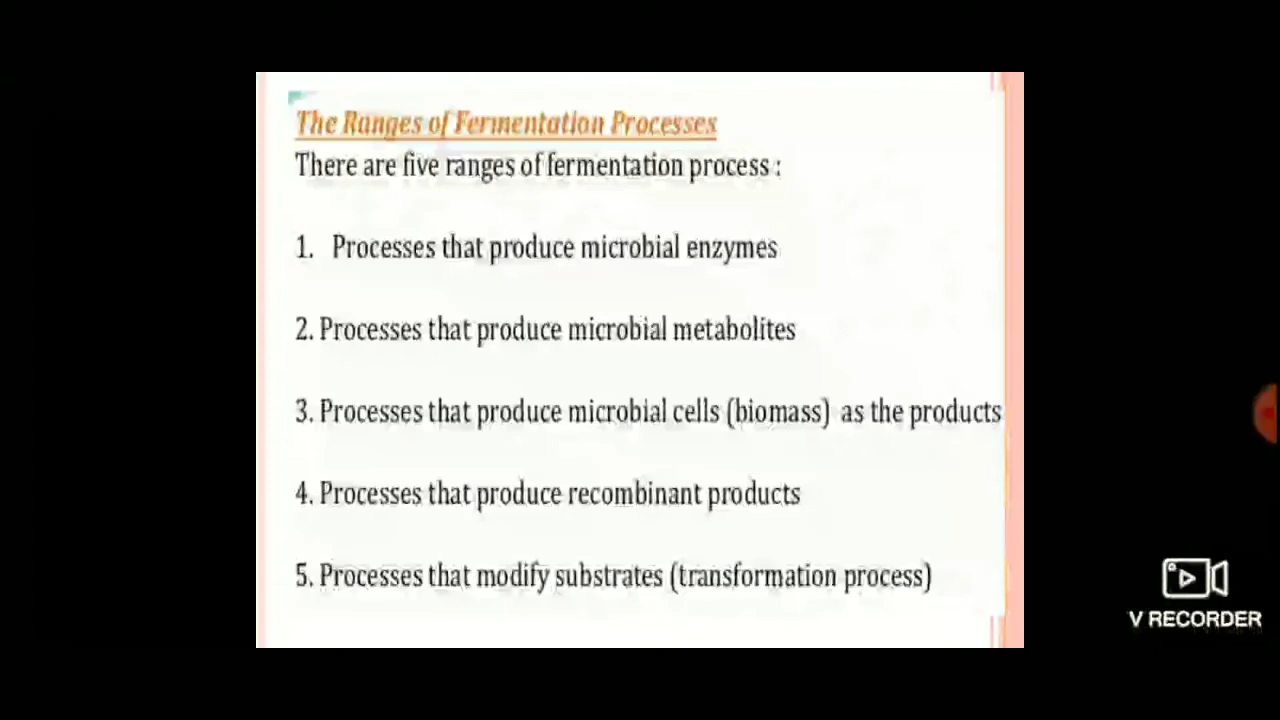 The Ranges of Fermentation Processes
There are five ranges of fermentation process :
1. Processes that produce microbial enzymes
2. Processes that produce microbial metabolites
3. Processes that produce microbial cells (biomass) as the products
4. Processes that produce recombinant products
5. Processes that modify substrates (transformation process)
V RECORDER